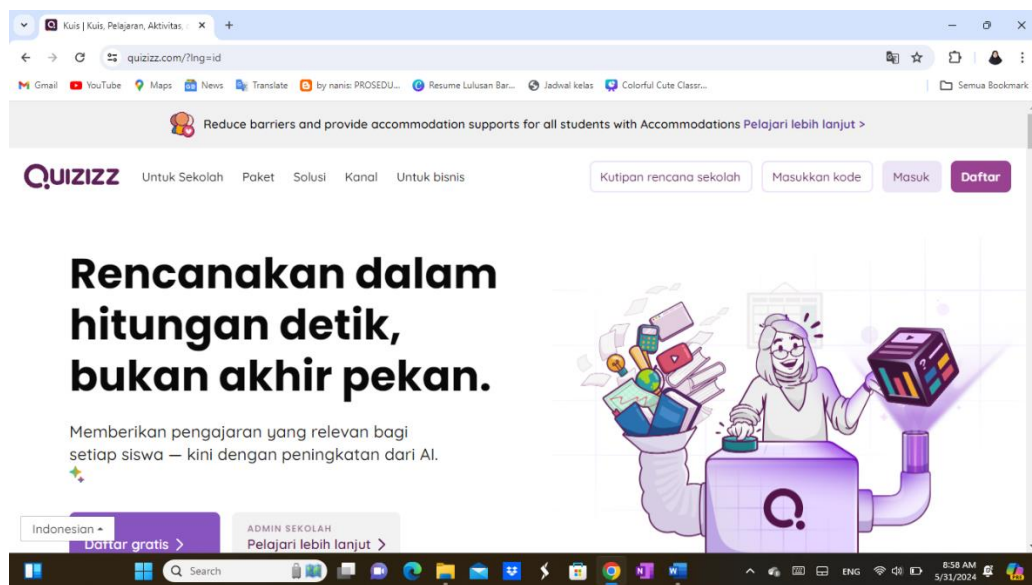 Kuis | Kuis, Pelajaran, Aktivitas,
quizizz.com/?lng=id
Gmail YouTube Maps News Translate by nanis: PROSEDU... Resume Lulusan Bar... Jadwal kelas Colorful Cute Classr... Semua Bookmark
Reduce barriers and provide accommodation supports for all students with Accommodations Pelajari lebih lanjut >
QUIZIZZ Untuk Sekolah Paket Solusi Kanal Untuk bisnis Kutipan rencana sekolah Masukkan kode Masuk Daftar
Rencanakan dalam
hitungan detik,
bukan akhir pekan.
Memberikan pengajaran yang relevan bagi
setiap siswa — kini dengan peningkatan dari AI.
Indonesian
Daftar gratis >
ADMIN SEKOLAH
Pelajari lebih lanjut >
Search
ENG
8:58 AM
5/31/2024